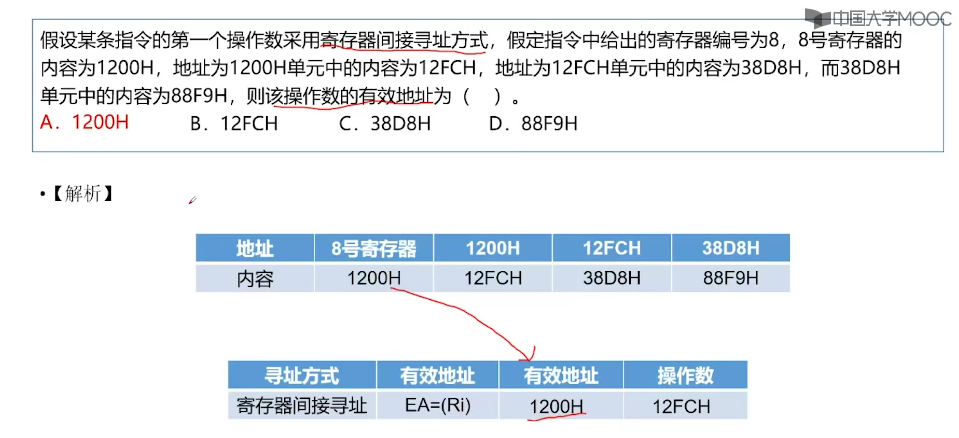 中国大学MOOC
假设某条指令的第一个操作数采用寄存器间接寻址方式，假定指令中给出的寄存器编号为8，8号寄存器的
内容为1200H，地址为1200H单元中的内容为12FCH，地址为12FCH单元中的内容为38D8H，而38D8H
单元中的内容为88F9H，则该操作数的有效地址为（　）。
A．1200H B．12FCH C．38D8H D．88F9H
•【解析】
地址 8号寄存器 1200H 12FCH 38D8H
内容 1200H 12FCH 38D8H 88F9H
寻址方式 有效地址 有效地址 操作数
寄存器间接寻址 EA=(Ri) 1200H 12FCH